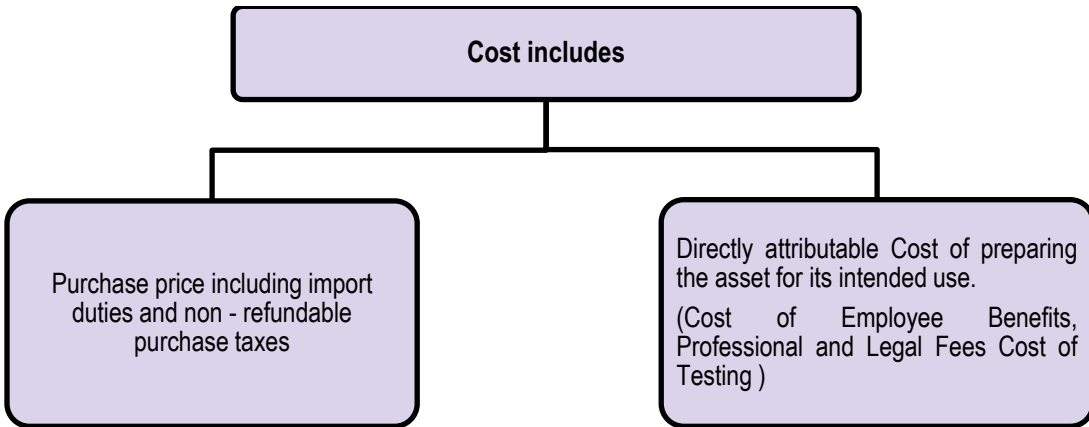 Cost includes
Purchase price including import
duties and non - refundable
purchase taxes
Directly attributable Cost of preparing
the asset for its intended use.
(Cost of Employee Benefits,
Professional and Legal Fees Cost of
Testing )